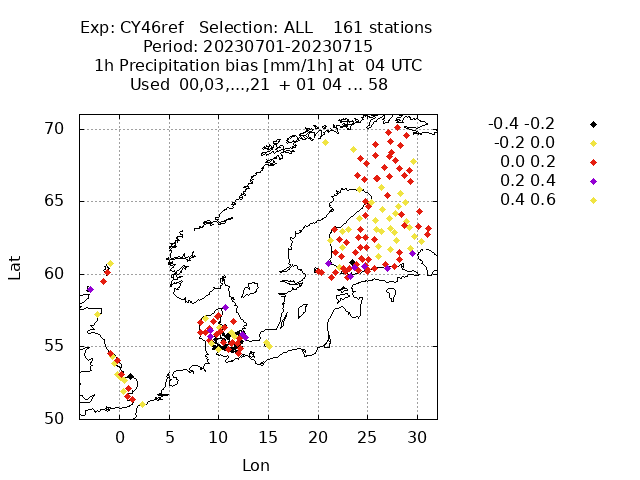 Exp: CY46ref   Selection: ALL    161 stations
Period: 20230701-20230715
1h Precipitation bias [mm/1h] at  04 UTC
Used  00,03,...,21  + 01 04 ... 58
-0.4 -0.2
-0.2 0.0
0.0 0.2
0.2 0.4
0.4 0.6
70
65
60
55
50
Lat
0 5 10 15 20 25 30
Lon